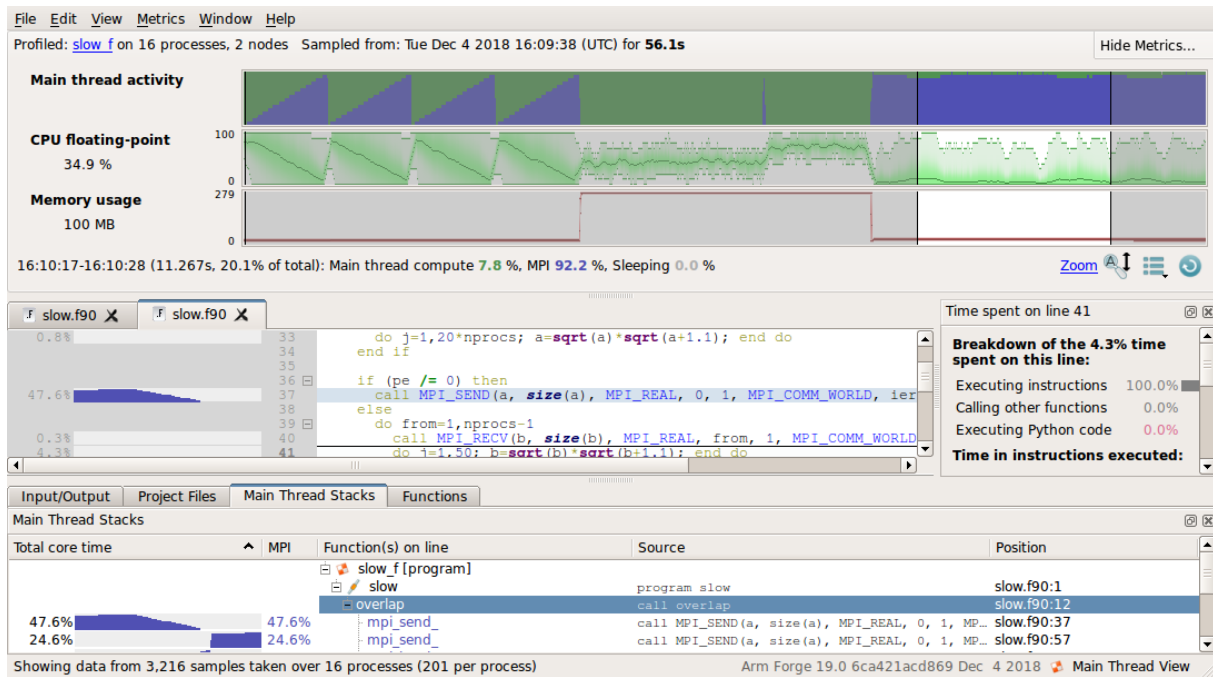 File Edit View Metrics Window Help
Profiled: slow_f on 16 processes, 2 nodes Sampled from: Tue Dec 4 2018 16:09:38 (UTC) for 56.1s
Hide Metrics...
Main thread activity
CPU floating-point
34.9 %
100
0
Memory usage
100 MB
279
0
16:10:17-16:10:28 (11.267s, 20.1% of total): Main thread compute 7.8 %, MPI 92.2 %, Sleeping 0.0 %
Zoom
slow.f90 slow.f90
Time spent on line 41
0.8% 33 do j=1,20*nprocs; a=sqrt(a)*sqrt(a+1.1); end do
34 end if
35
36 if (pe /= 0) then
47.6% 37 call MPI_SEND(a, size(a), MPI_REAL, 0, 1, MPI_COMM_WORLD, ier
38 else
39 do from=1,nprocs-1
0.3% 40 call MPI_RECV(b, size(b), MPI_REAL, from, 1, MPI_COMM_WORLD
4.3% 41 do j=1,50; b=sqrt(b)*sqrt(b+1.1); end do
Breakdown of the 4.3% time
spent on this line:
Executing instructions 100.0%
Calling other functions 0.0%
Executing Python code 0.0%
Time in instructions executed:
Input/Output Project Files Main Thread Stacks Functions
Main Thread Stacks
Total core time MPI Function(s) on line Source Position
slow_f [program]
slow program slow slow.f90:1
overlap call overlap slow.f90:12
47.6% 47.6% mpi_send_ call MPI_SEND(a, size(a), MPI_REAL, 0, 1, MP... slow.f90:37
24.6% 24.6% mpi_send_ call MPI_SEND(a, size(a), MPI_REAL, 0, 1, MP... slow.f90:57
Showing data from 3,216 samples taken over 16 processes (201 per process)
Arm Forge 19.0 6ca421acd869 Dec 4 2018 Main Thread View